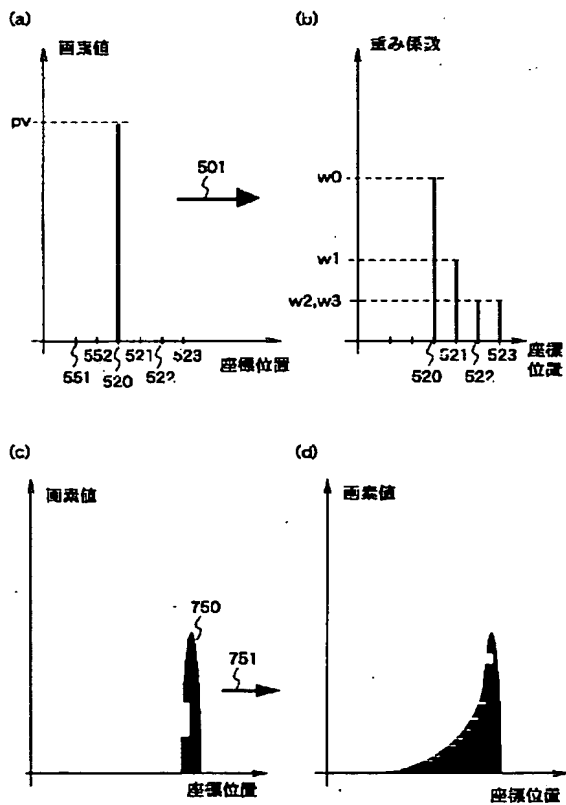 (a)
画素値
pv
501
552
521
523
551
520
522
座標位置
(b)
重み係数
w0
w1
w2,w3
521
523
520
522
座標
位置
(c)
画素値
750
751
座標位置
(d)
画素値
座標位置